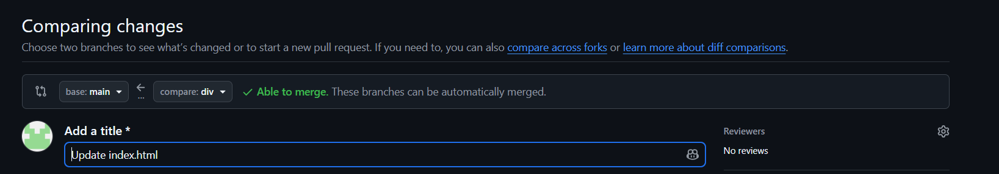 Comparing changes
Choose two branches to see what's changed or to start a new pull request. If you need to, you can also compare across forks or learn more about diff comparisons.
base: main ... compare: div Able to merge. These branches can be automatically merged.
Add a title *
Update index.html
Reviewers
No reviews